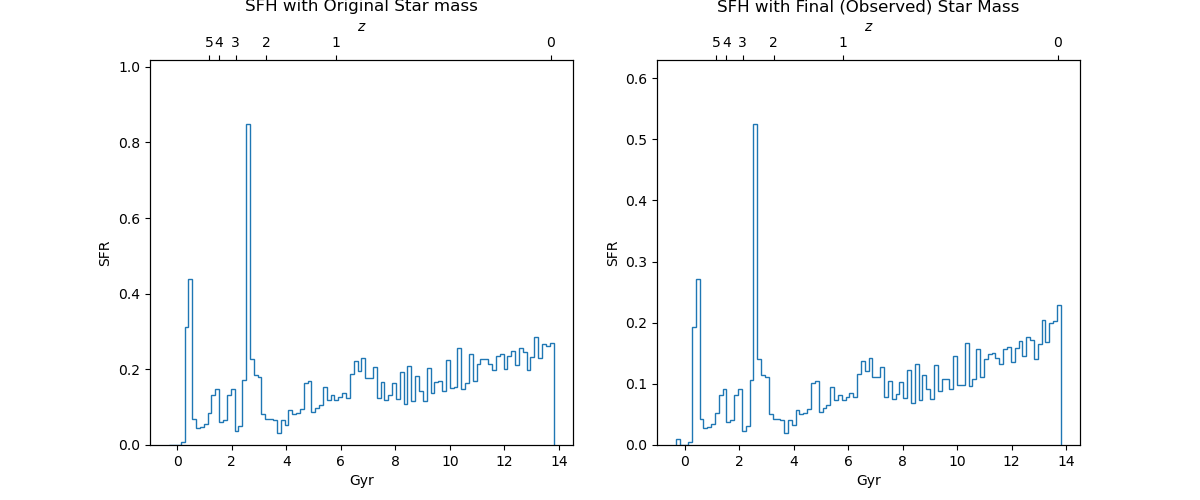 SFH with Original Star mass
z
5 4 3 2 1 0
1.0
0.8
0.6
0.4
0.2
0.0
SFR
0 2 4 6 8 10 12 14
Gyr
SFH with Final (Observed) Star Mass
z
5 4 3 2 1 0
0.6
0.5
0.4
0.3
0.2
0.1
0.0
SFR
0 2 4 6 8 10 12 14
Gyr